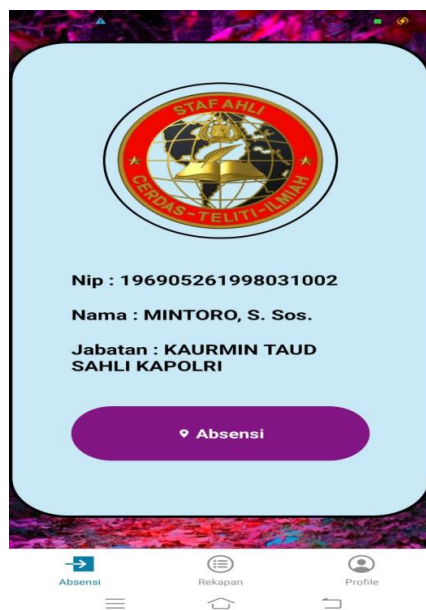 STAF AHLI
CERDAS-TELITI-ILMIAH
Nip : 196905261998031002
Nama : MINTORO, S. Sos.
Jabatan : KAURMIN TAUD
SAHLI KAPOLRI
Absensi
Absensi
Rekapan
Profile